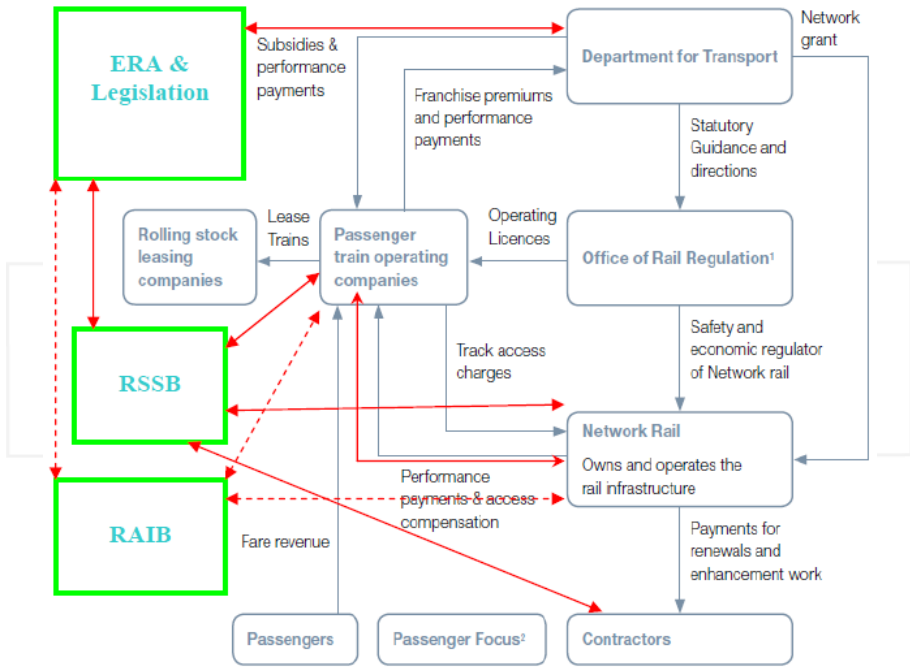 ERA &
Legislation
Subsidies &
performance
payments
Department for Transport
Network
grant
Franchise premiums
and performance
payments
Statutory
Guidance and
directions
Rolling stock
leasing
companies
Lease
Trains
Passenger
train operating
companies
Operating
Licences
Office of Rail Regulation¹
RSSB
Track access
charges
Safety and
economic regulator
of Network rail
Network Rail
Owns and operates the
rail infrastructure
RAIB
Performance
payments & access
compensation
Fare revenue
Payments for
renewals and
enhancement work
Passengers
Passenger Focus²
Contractors